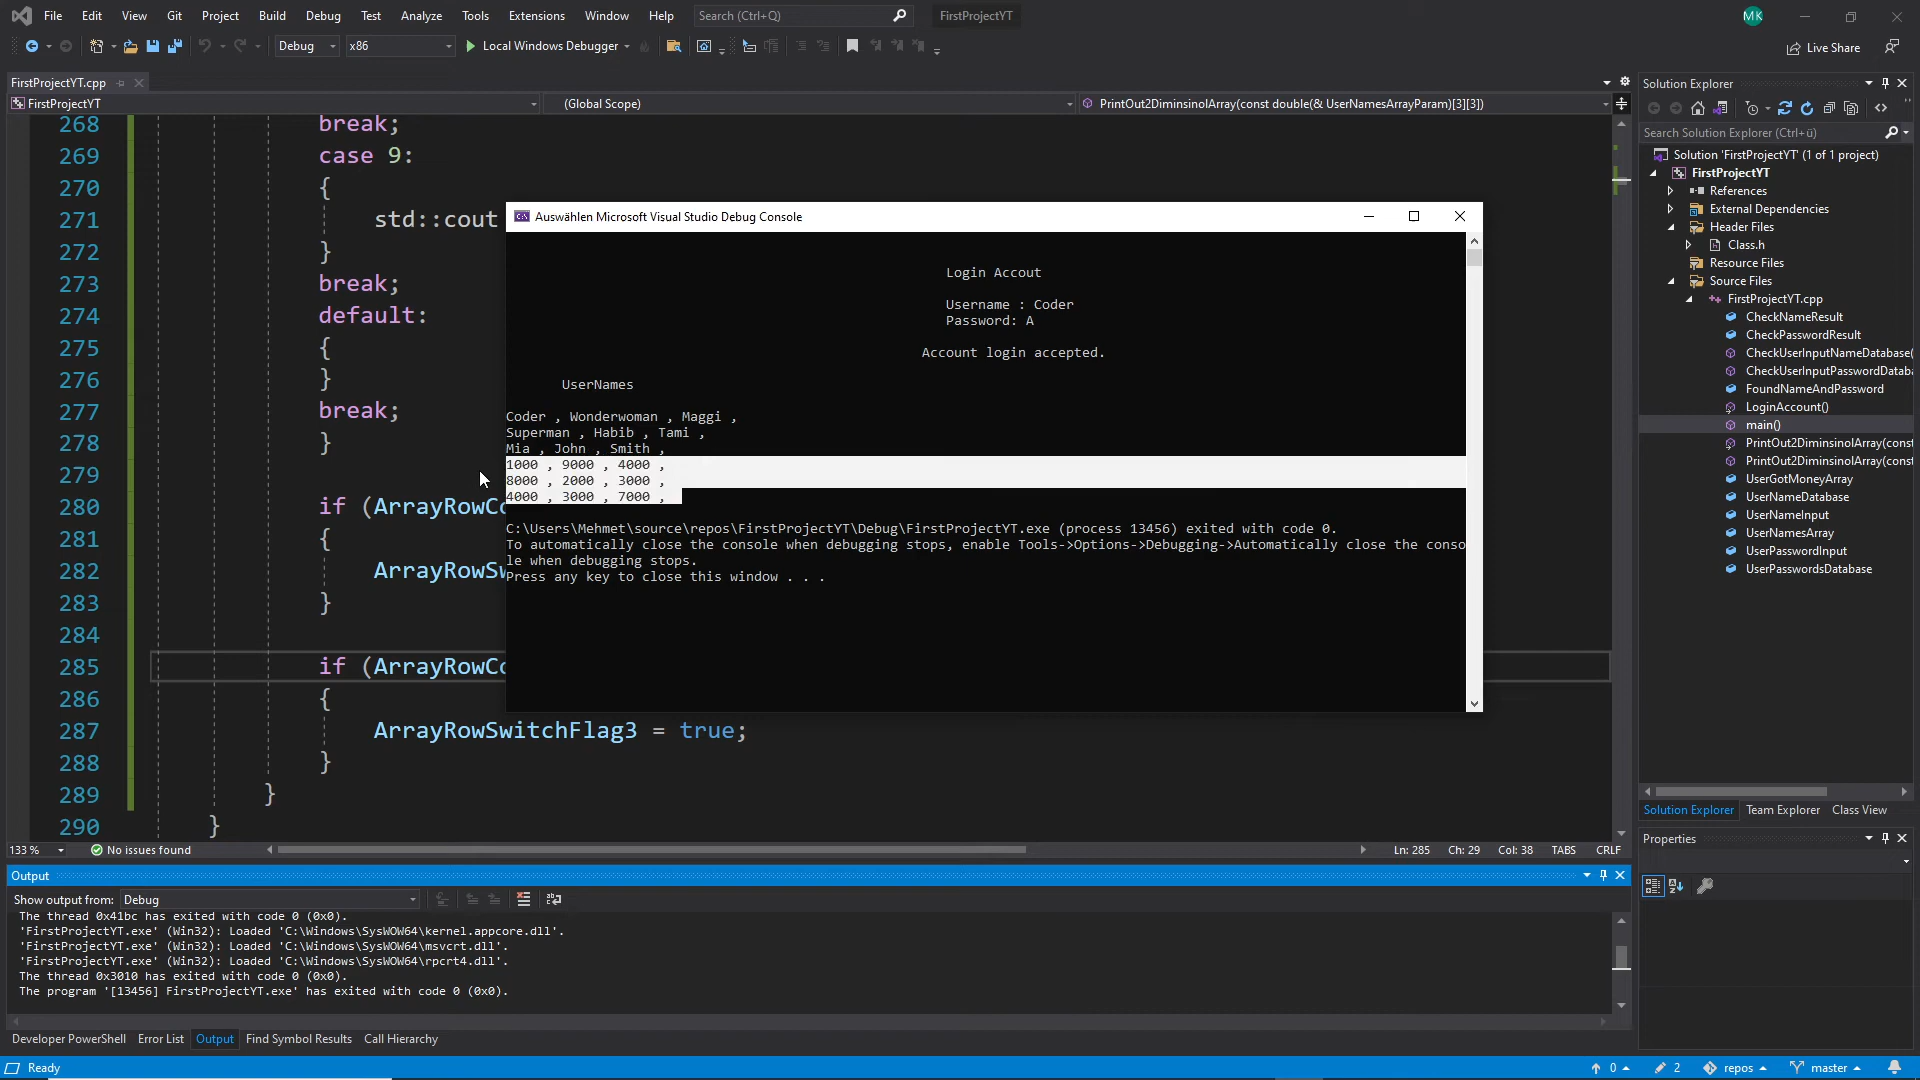 File Edit View Git Project Build Debug Test Analyze Tools Extensions Window Help Search (Ctrl+Q) FirstProjectYT MK
Debug x86 Local Windows Debugger Live Share
FirstProjectYT.cpp
FirstProjectYT (Global Scope) PrintOut2DiminsinolArray(const double(& UserNamesArrayParam)[3][3])
268 break;
269 case 9:
270 {
271 std::cout
272 }
273 break;
274 default:
275 {
276 }
277 break;
278 }
279
280 if (ArrayRowCo
281 {
282 ArrayRowSw
283 }
284
285 if (ArrayRowCo
286 {
287 ArrayRowSwitchFlag3 = true;
288 }
289 }
290 }
Auswählen Microsoft Visual Studio Debug Console
Login Accout
Username : Coder
Password: A
Account login accepted.
UserNames
Coder , Wonderwoman , Maggi ,
Superman , Habib , Tami ,
Mia , John , Smith ,
1000 , 9000 , 4000 ,
8000 , 2000 , 3000 ,
4000 , 3000 , 7000 ,
C:\Users\Mehmet\source\repos\FirstProjectYT\Debug\FirstProjectYT.exe (process 13456) exited with code 0.
To automatically close the console when debugging stops, enable Tools->Options->Debugging->Automatically close the conso
le when debugging stops.
Press any key to close this window . . .
133 % No issues found Ln: 285 Ch: 29 Col: 38 TABS CRLF
Output
Show output from: Debug
The thread 0x41bc has exited with code 0 (0x0).
'FirstProjectYT.exe' (Win32): Loaded 'C:\Windows\SysWOW64\kernel.appcore.dll'.
'FirstProjectYT.exe' (Win32): Loaded 'C:\Windows\SysWOW64\msvcrt.dll'.
'FirstProjectYT.exe' (Win32): Loaded 'C:\Windows\SysWOW64\rpcrt4.dll'.
The thread 0x3010 has exited with code 0 (0x0).
The program '[13456] FirstProjectYT.exe' has exited with code 0 (0x0).
Developer PowerShell Error List Output Find Symbol Results Call Hierarchy
Solution Explorer
Search Solution Explorer (Ctrl+ü)
Solution 'FirstProjectYT' (1 of 1 project)
FirstProjectYT
References
External Dependencies
Header Files
Class.h
Resource Files
Source Files
FirstProjectYT.cpp
CheckNameResult
CheckPasswordResult
CheckUserInputNameDatabase(
CheckUserInputPasswordDataba
FoundNameAndPassword
LoginAccount()
main()
PrintOut2DiminsinolArray(const
PrintOut2DiminsinolArray(const
UserGotMoneyArray
UserNameDatabase
UserNameInput
UserNamesArray
UserPasswordInput
UserPasswordsDatabase
Solution Explorer Team Explorer Class View
Properties
Ready 0 2 repos master